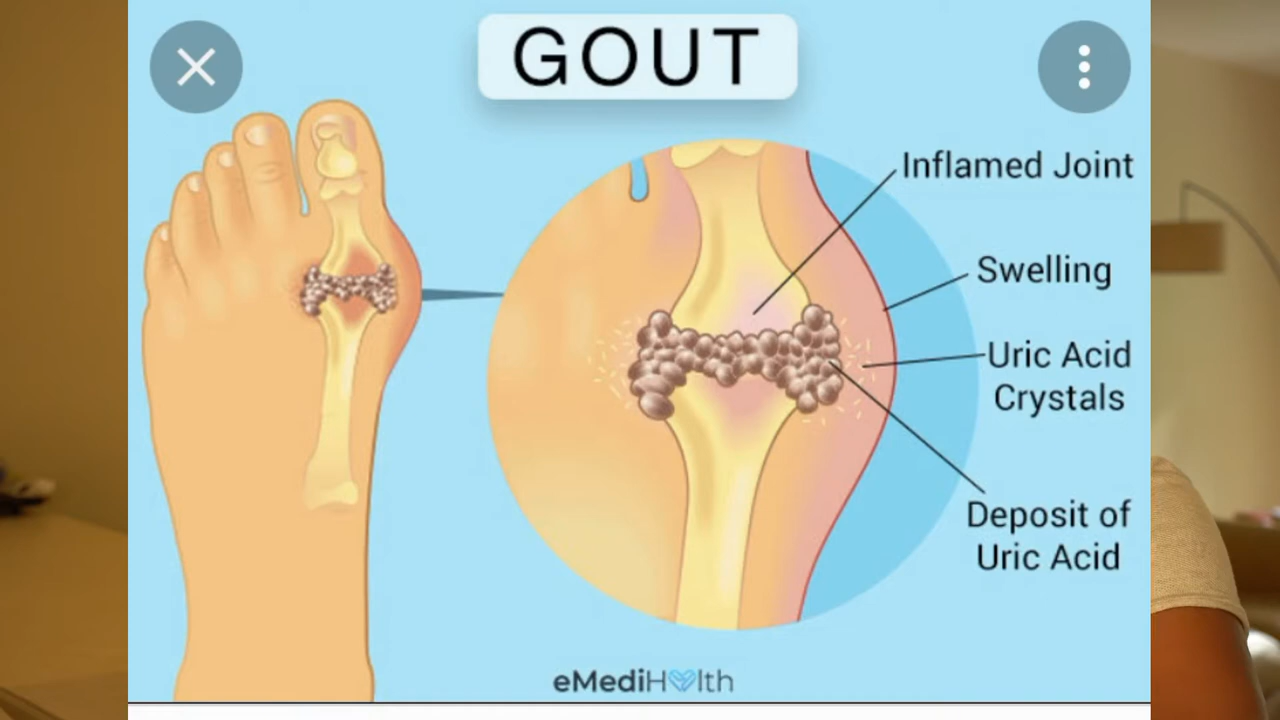 GOUT
Inflamed Joint
Swelling
Uric Acid
Crystals
Deposit of
Uric Acid
eMediHealth